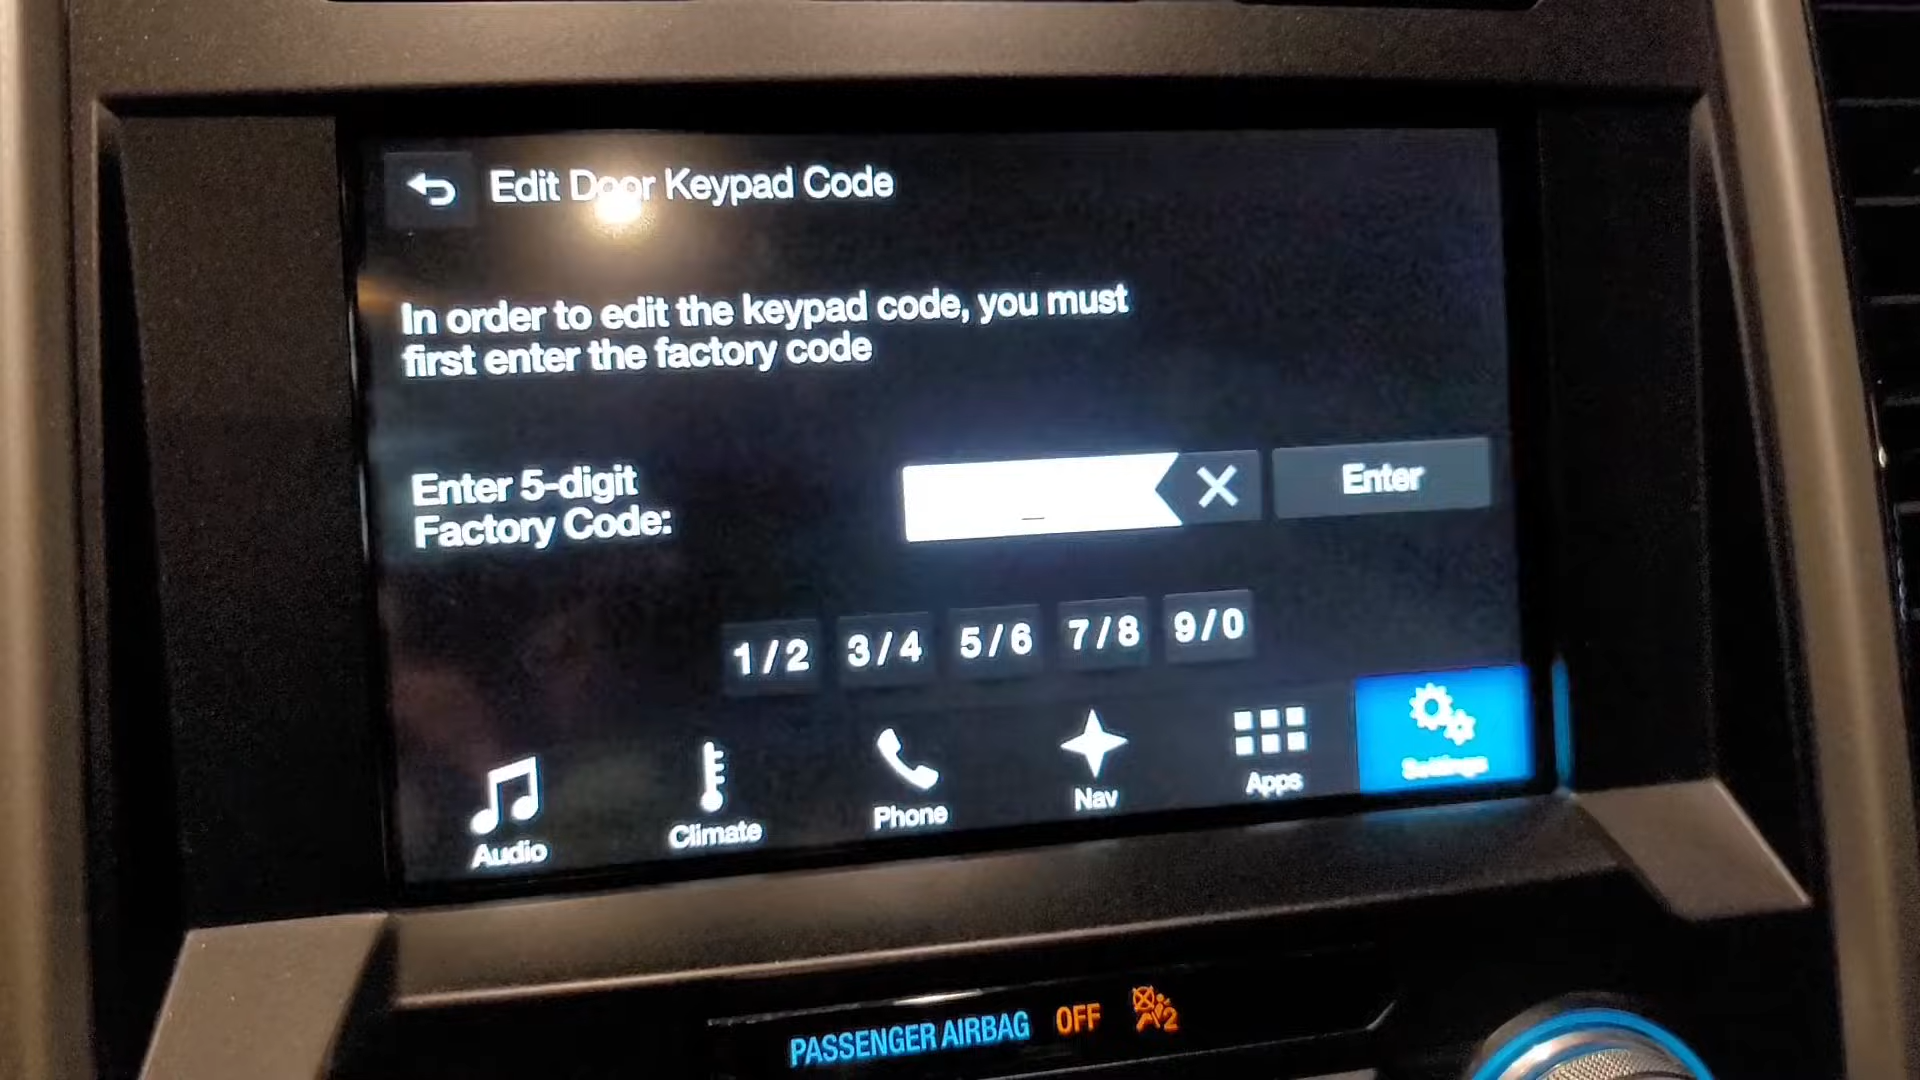 Edit Door Keypad Code
In order to edit the keypad code, you must
first enter the factory code
Enter 5-digit
Factory Code:
_
Enter
1/2 3/4 5/6 7/8 9/0
Audio Climate Phone Nav Apps Settings
PASSENGER AIRBAG OFF 2